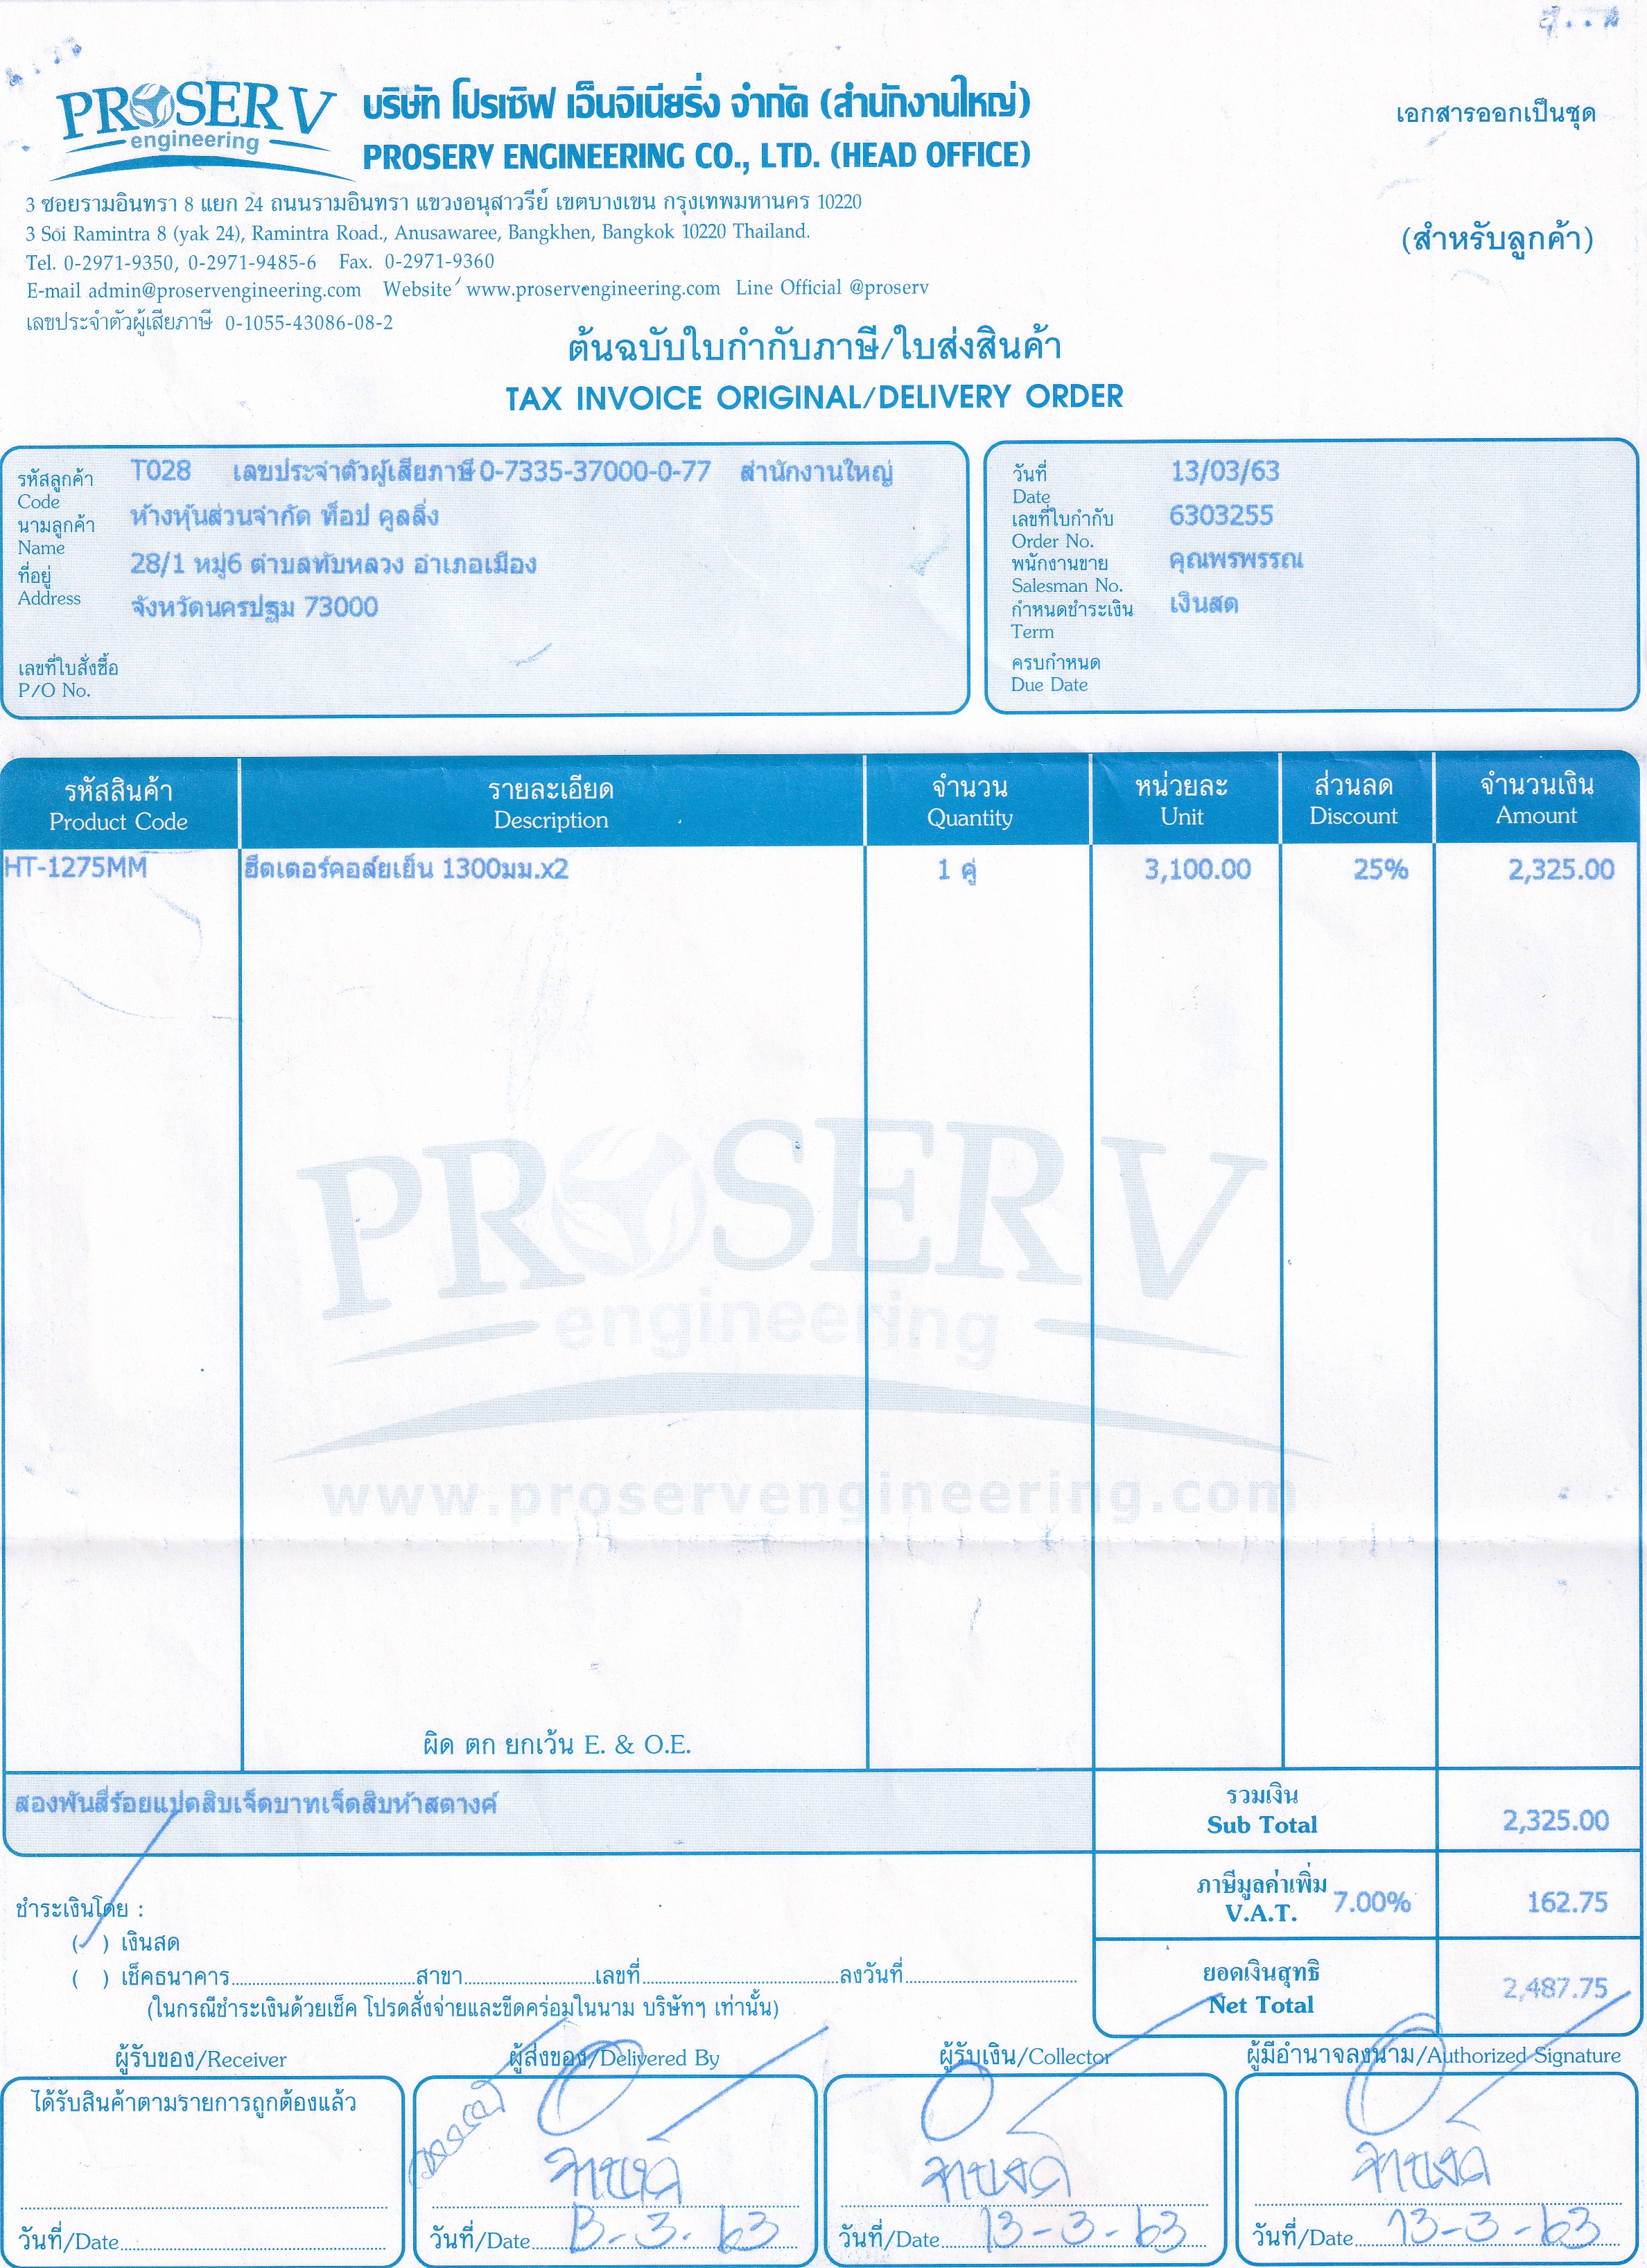 PROSERV
engineering
บริษัท โปรเซิฟ เอ็นจิเนียริ่ง จำกัด (สำนักงานใหญ่)
PROSERV ENGINEERING CO., LTD. (HEAD OFFICE)
เอกสารออกเป็นชุด
3 ซอยรามอินทรา 8 แยก 24 ถนนรามอินทรา แขวงอนุสาวรีย์ เขตบางเขน กรุงเทพมหานคร 10220
3 Soi Ramintra 8 (yak 24), Ramintra Road., Anusawaree, Bangkhen, Bangkok 10220 Thailand.
(สำหรับลูกค้า)
Tel. 0-2971-9350, 0-2971-9485-6 Fax. 0-2971-9360
E-mail admin@proservengineering.com Website www.proservengineering.com Line Official @proserv
เลขประจำตัวผู้เสียภาษี 0-1055-43086-08-2
ต้นฉบับใบกำกับภาษี/ใบส่งสินค้า
TAX INVOICE ORIGINAL/DELIVERY ORDER
รหัสลูกค้า T028 เลขประจำตัวผู้เสียภาษี 0-7335-37000-0-77 สำนักงานใหญ่
Code
นามลูกค้า ห้างหุ้นส่วนจำกัด ท็อป คูลลิ่ง
Name
ที่อยู่ 28/1 หมู่6 ตำบลทับหลวง อำเภอเมือง
Address จังหวัดนครปฐม 73000
เลขที่ใบสั่งซื้อ
P/O No.
วันที่ 13/03/63
Date
เลขที่ใบกำกับ 6303255
Order No.
พนักงานขาย คุณพรพรรณ
Salesman No.
กำหนดชำระเงิน เงินสด
Term
ครบกำหนด
Due Date
รหัสสินค้า รายละเอียด จำนวน หน่วยละ ส่วนลด จำนวนเงิน
Product Code Description Quantity Unit Discount Amount
HT-1275MM ฮีตเตอร์คอล์ยเย็น 1300มม.x2 1 คู่ 3,100.00 25% 2,325.00
PROSERV
engineering
www.proservengineering.com
ผิด ตก ยกเว้น E. & O.E.
สองพันสี่ร้อยแปดสิบเจ็ดบาทเจ็ดสิบห้าสตางค์
รวมเงิน
Sub Total 2,325.00
ภาษีมูลค่าเพิ่ม
V.A.T. 7.00% 162.75
ยอดเงินสุทธิ
Net Total 2,487.75
ชำระเงินโดย :
( ) เงินสด
( ) เช็คธนาคาร สาขา เลขที่ ลงวันที่
(ในกรณีชำระเงินด้วยเช็ค โปรดสั่งจ่ายและขีดคร่อมในนาม บริษัทฯ เท่านั้น)
ผู้รับของ/Receiver ผู้ส่งของ/Delivered By ผู้รับเงิน/Collector ผู้มีอำนาจลงนาม/Authorized Signature
ได้รับสินค้าตามรายการถูกต้องแล้ว
วันที่/Date
วันที่/Date 13-3-63
วันที่/Date 13-3-63
วันที่/Date 13-3-63